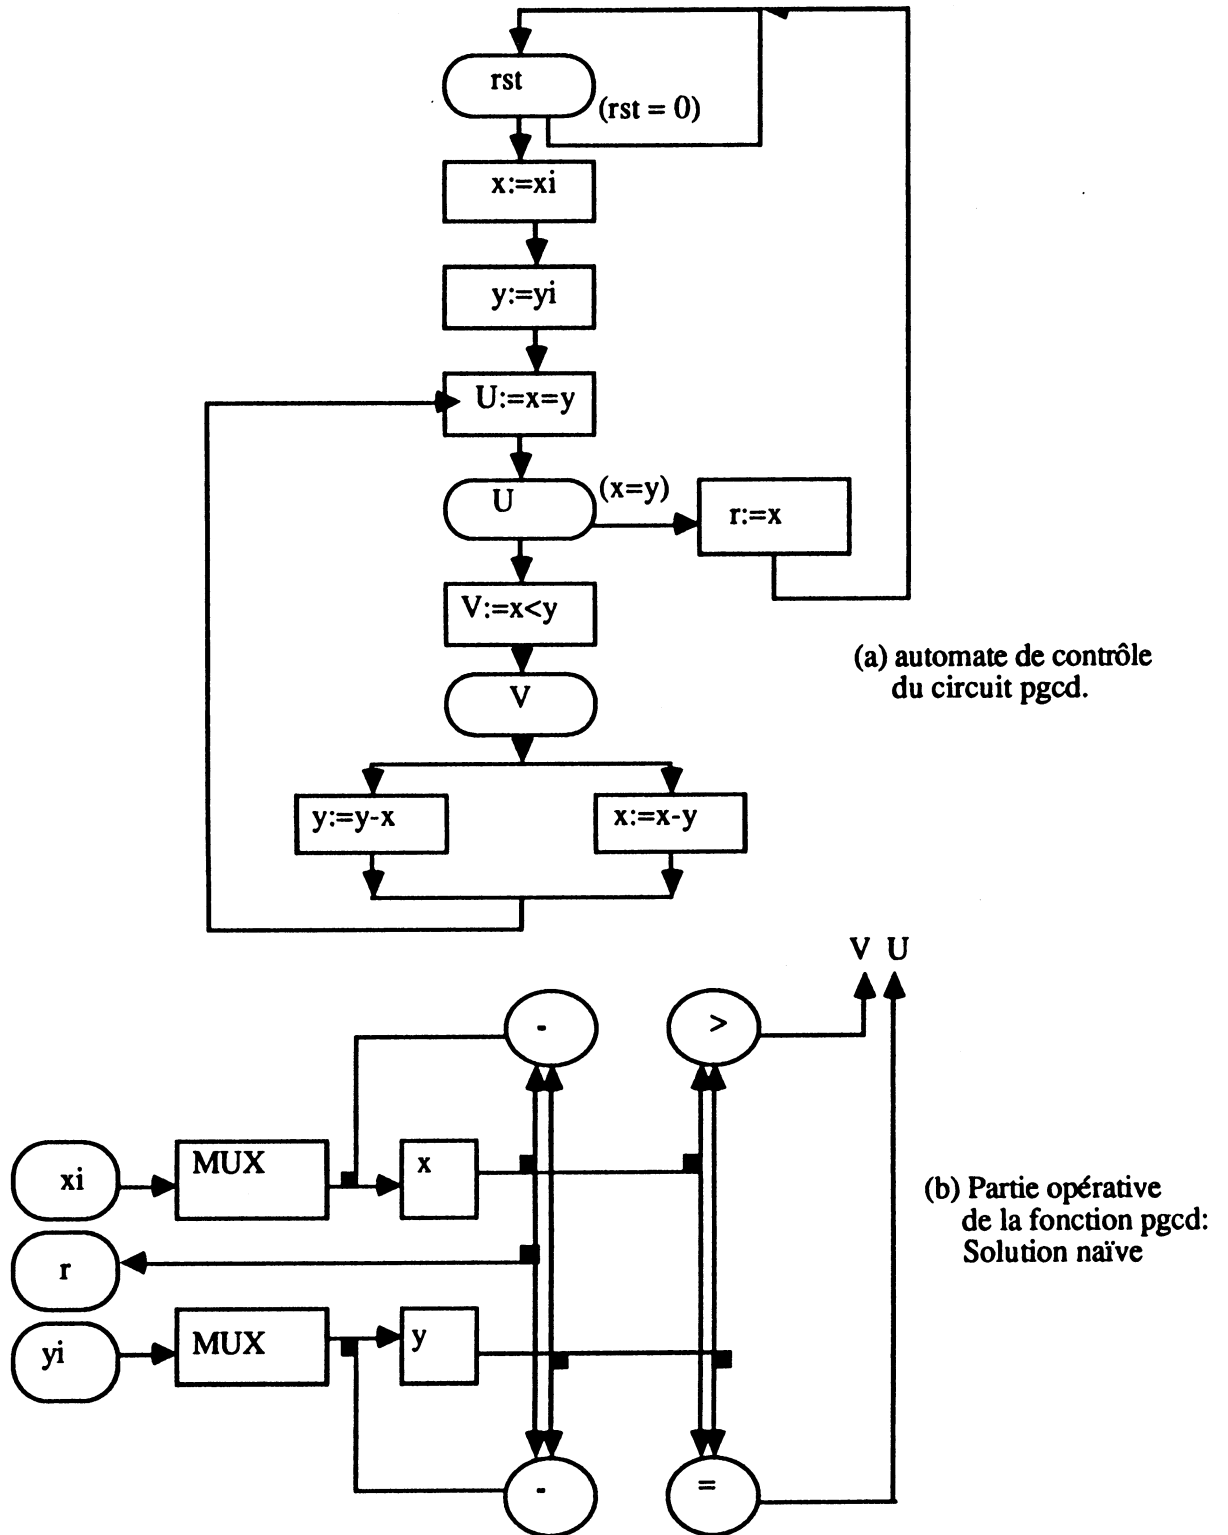 rst
(rst = 0)
x:=xi
y:=yi
U:=x=y
U
(x=y)
r:=x
V:=x<y
V
y:=y-x
x:=x-y
(a) automate de contrôle
du circuit pgcd.
V U
-
>
xi
MUX
x
r
yi
MUX
y
(b) Partie opérative
de la fonction pgcd:
Solution naïve
-
=